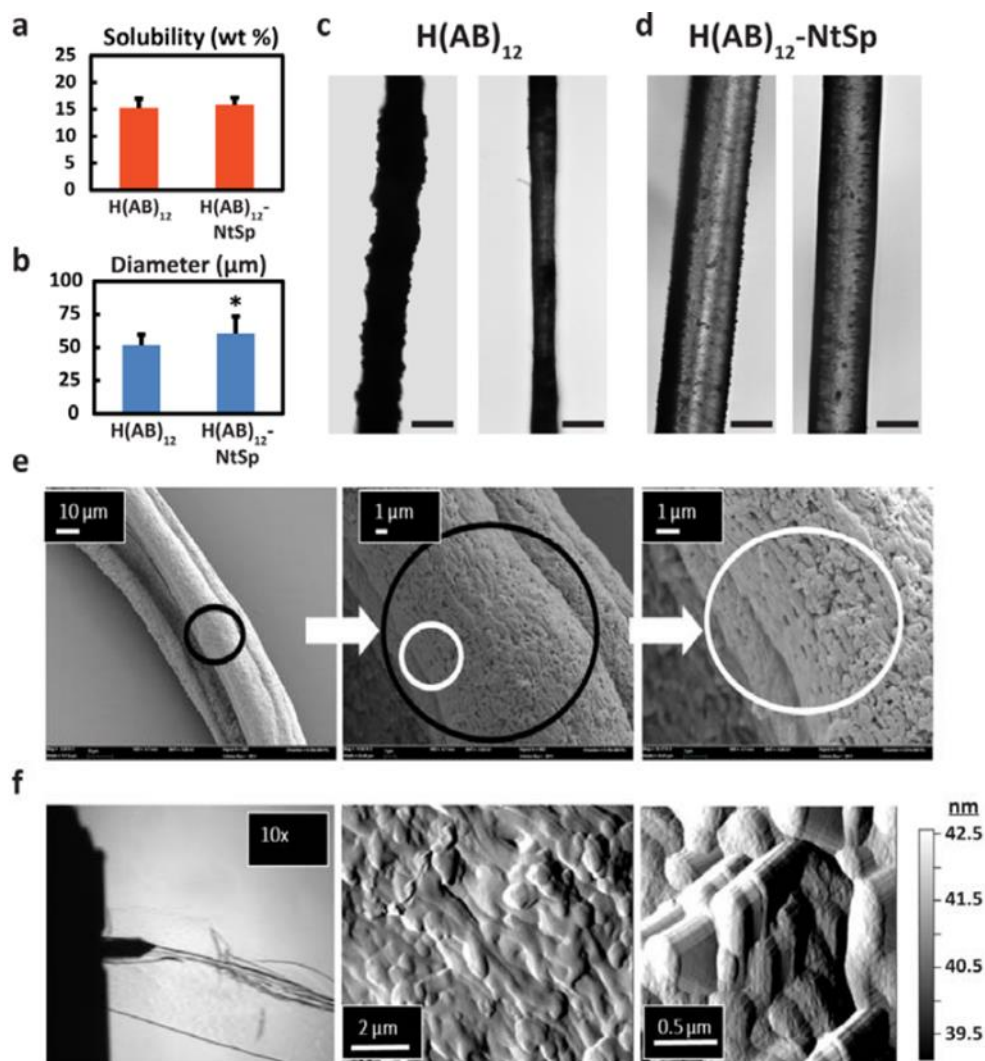 a
Solubility (wt %)
25
20
15
10
5
0
H(AB)₁₂
H(AB)₁₂-
NtSp
b
Diameter (µm)
100
75
50
25
0
*
H(AB)₁₂
H(AB)₁₂-
NtSp
c
H(AB)₁₂
d
H(AB)₁₂-NtSp
e
10 µm
1 µm
1 µm
f
10x
2 µm
0.5 µm
nm
42.5
41.5
40.5
39.5